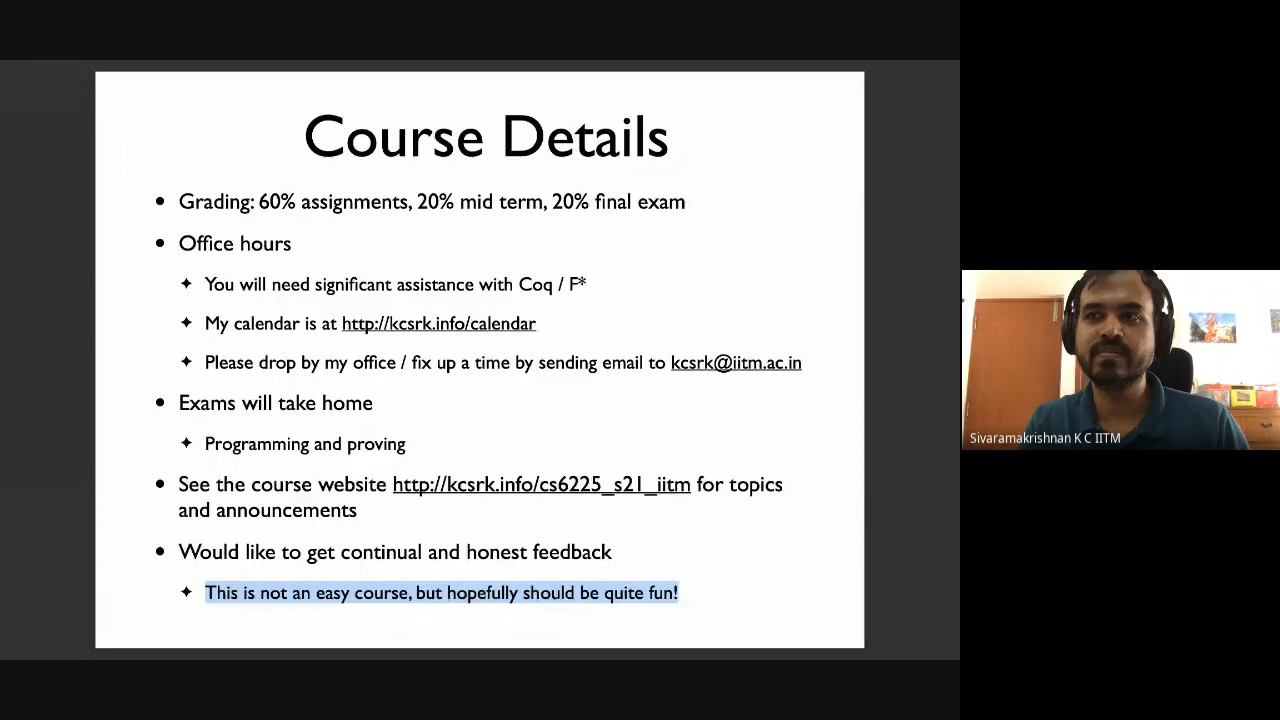 Course Details
• Grading: 60% assignments, 20% mid term, 20% final exam
• Office hours
✦ You will need significant assistance with Coq / F*
✦ My calendar is at http://kcsrk.info/calendar
✦ Please drop by my office / fix up a time by sending email to kcsrk@iitm.ac.in
• Exams will take home
✦ Programming and proving
• See the course website http://kcsrk.info/cs6225_s21_iitm for topics
and announcements
• Would like to get continual and honest feedback
✦ This is not an easy course, but hopefully should be quite fun!
Sivaramakrishnan K C IITM